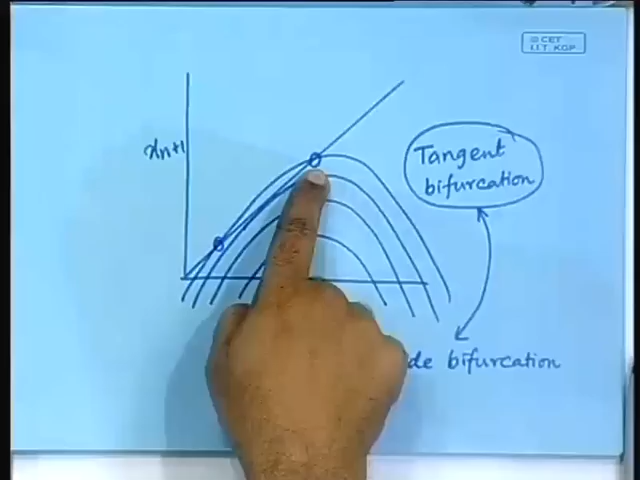 © CET
I.I.T. KGP
xn+1
Tangent
bifurcation
de bifurcation